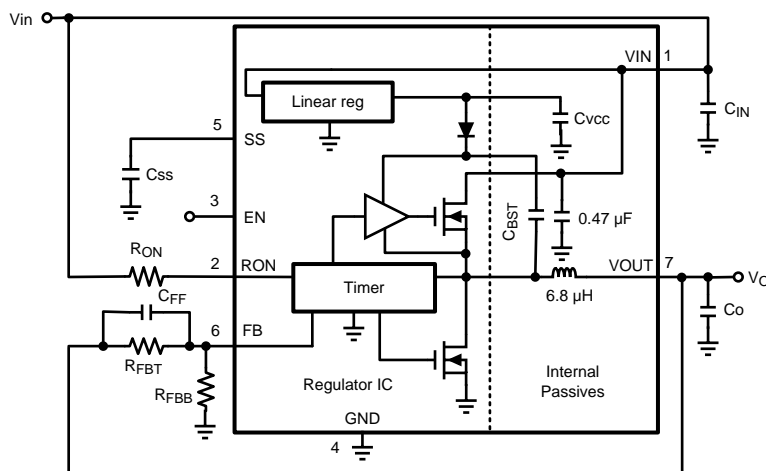 Vin
VIN
1
Linear reg
CIN
Cvcc
5
SS
Css
3
EN
CBST
0.47 µF
RON
2
RON
VOUT
7
VO
Timer
6.8 µH
CFF
Co
6
FB
RFBT
RFBB
Regulator IC
Internal
Passives
GND
4